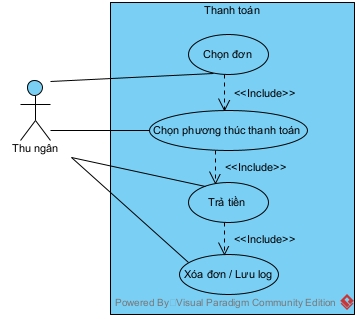 Thanh toán
Chọn đơn
<<Include>>
Chọn phương thức thanh toán
Thu ngân
<<Include>>
Trả tiền
<<Include>>
Xóa đơn / Lưu log
Powered By Visual Paradigm Community Edition